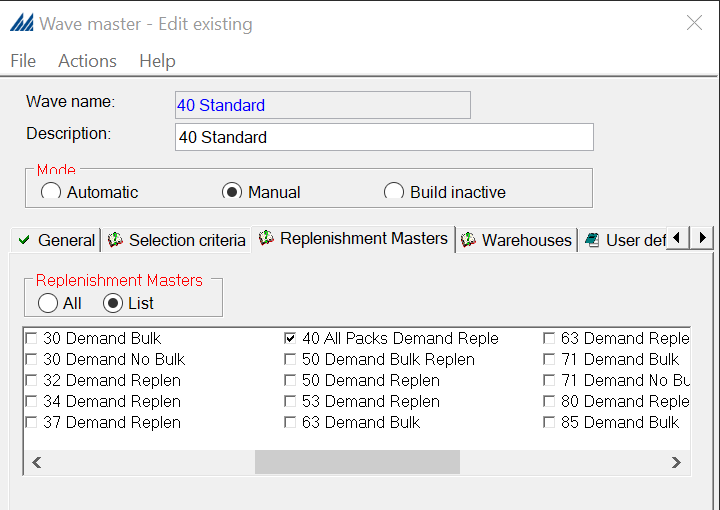 Wave master - Edit existing
File Actions Help
Wave name: 40 Standard
Description: 40 Standard
Mode
Automatic Manual Build inactive
General Selection criteria Replenishment Masters Warehouses User def
Replenishment Masters
All List
30 Demand Bulk 40 All Packs Demand Reple 63 Demand Reple
30 Demand No Bulk 50 Demand Bulk Replen 71 Demand Bulk
32 Demand Replen 50 Demand Replen 71 Demand No Bu
34 Demand Replen 53 Demand Replen 80 Demand Reple
37 Demand Replen 63 Demand Bulk 85 Demand Bulk